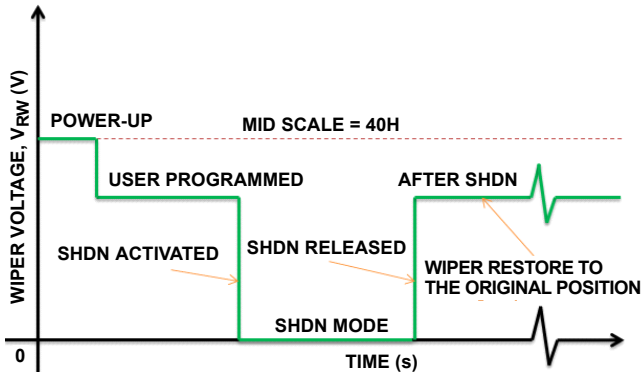 WIPER VOLTAGE, VRW (V)
POWER-UP
MID SCALE = 40H
USER PROGRAMMED
AFTER SHDN
SHDN ACTIVATED
SHDN RELEASED
WIPER RESTORE TO
THE ORIGINAL POSITION
SHDN MODE
0
TIME (s)